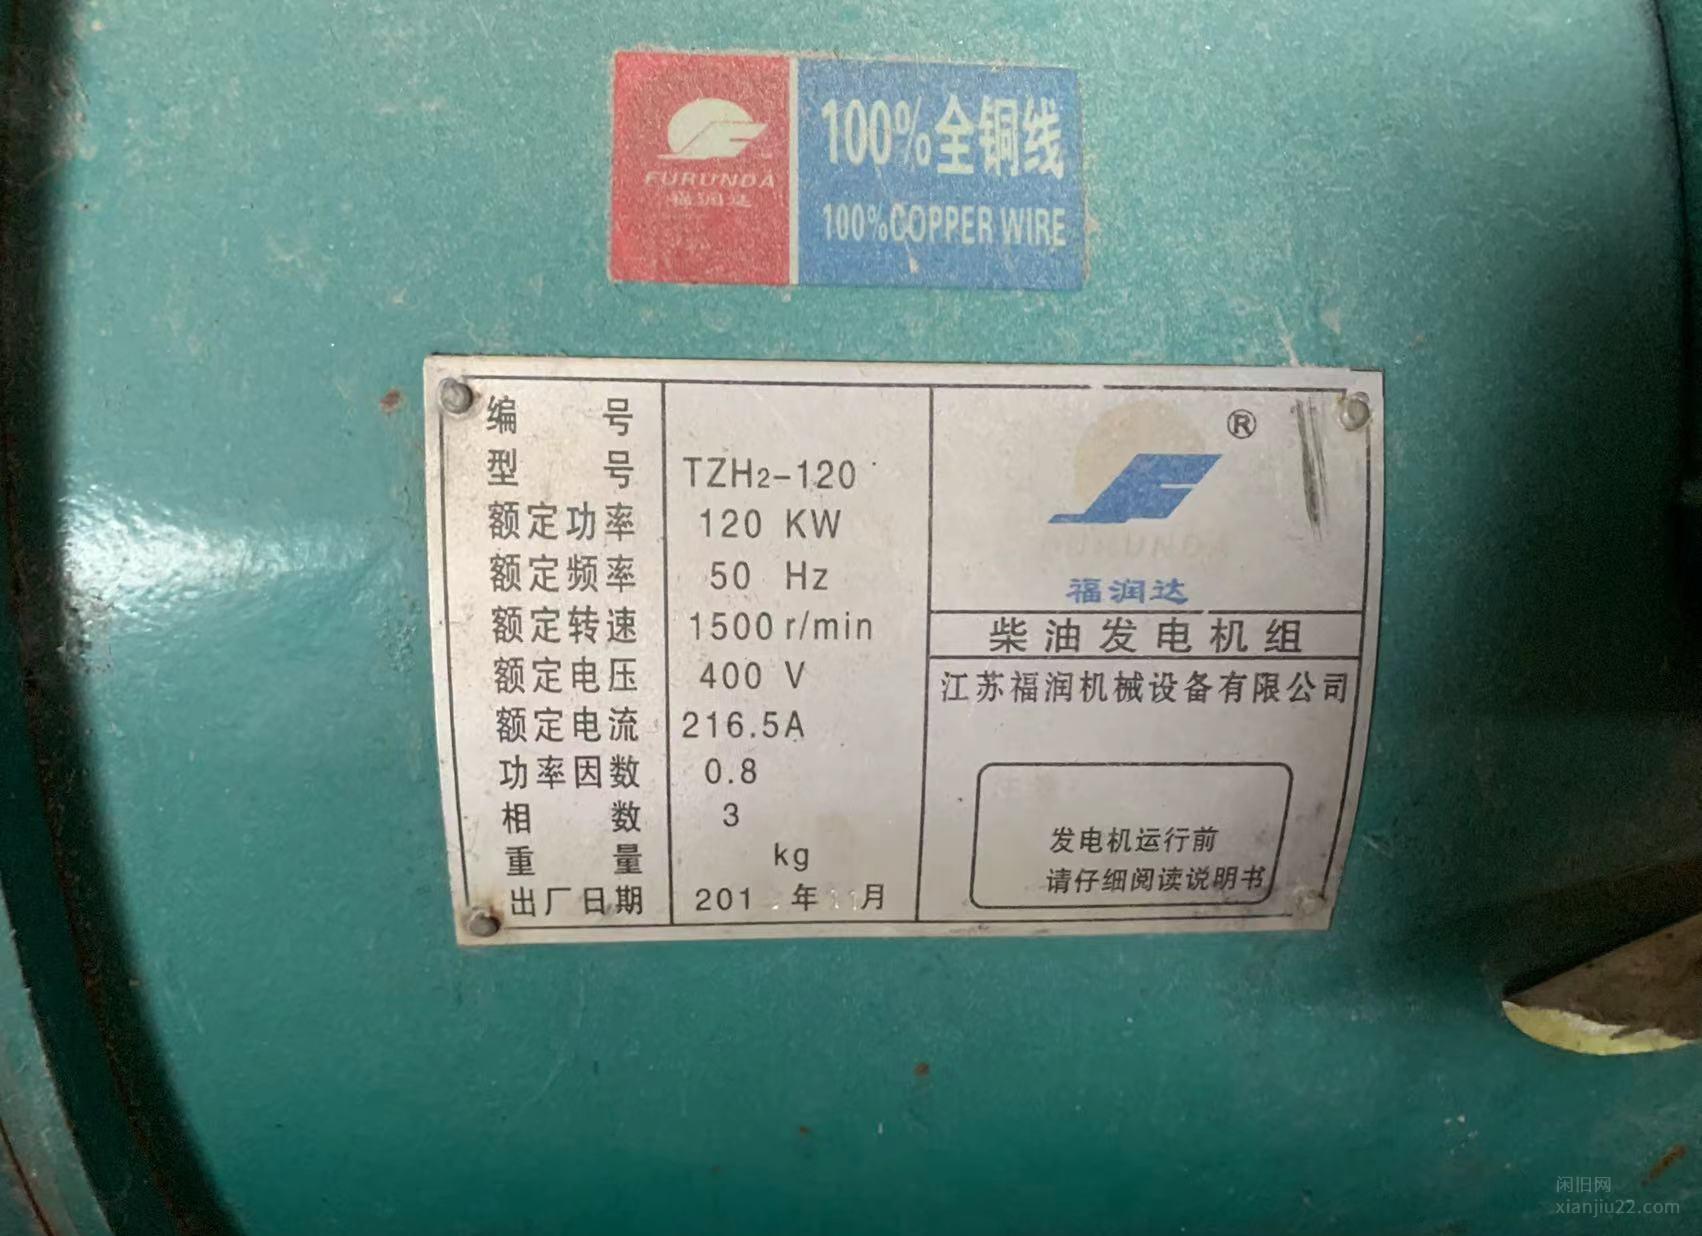 FURUNDA
福润达
100%全铜线
100%COPPER WIRE
编号
型号 TZH2-120
额定功率 120 KW
额定频率 50 Hz
额定转速 1500 r/min
额定电压 400 V
额定电流 216.5A
功率因数 0.8
相数 3
重量 kg
出厂日期 201 年 11月
®
福润达
柴油发电机组
江苏福润机械设备有限公司
发电机运行前
请仔细阅读说明书
闲旧网
xianjiu22.com